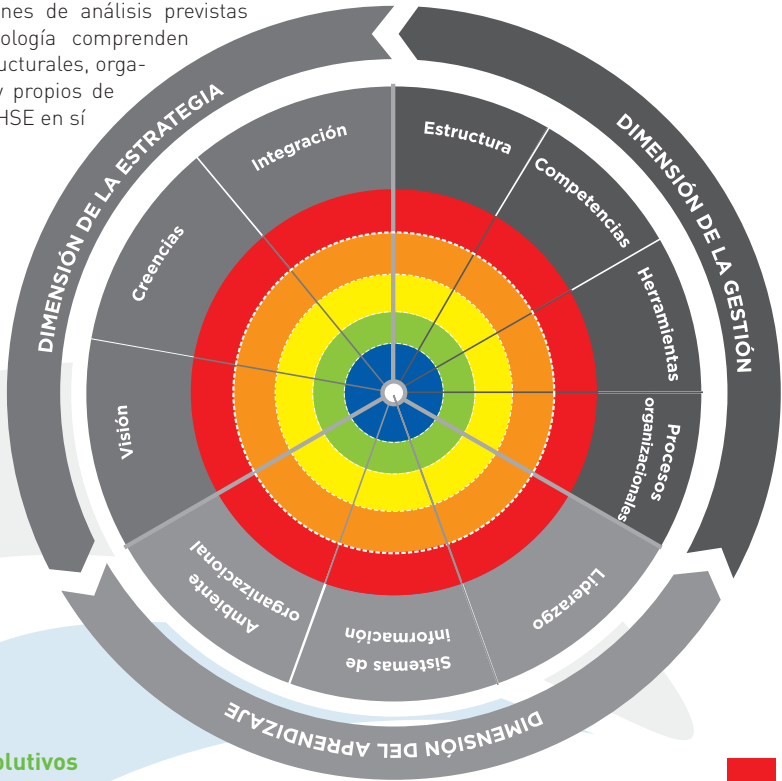 nes de análisis previstas
ología comprenden
ucturales, orga-
y propios de
HSE en sí
DIMENSIÓN DE LA ESTRATEGIA
DIMENSIÓN DE LA GESTIÓN
DIMENSIÓN DEL APRENDIZAJE
Integración
Creencias
Visión
Estructura
Competencias
Herramientas
Procesos
organizacionales
Liderazgo
Sistemas de
información
Ambiente
organizacional
olutivos